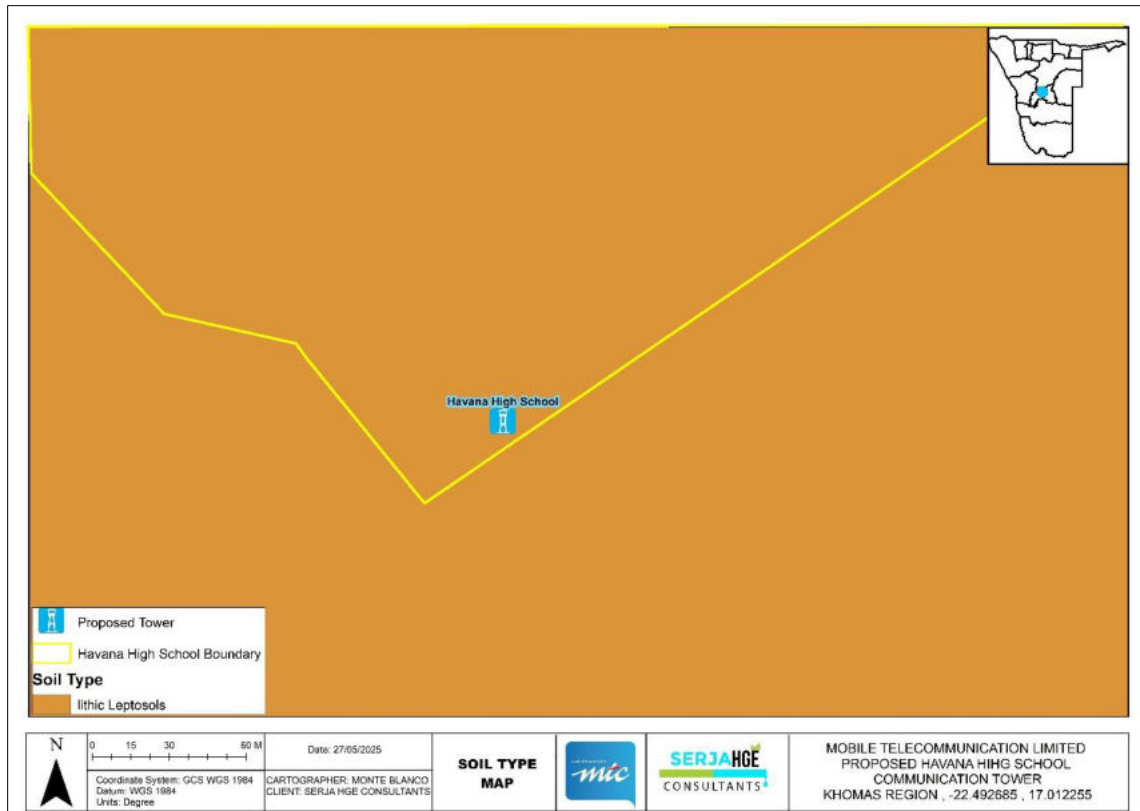 Havana High School
Proposed Tower
Havana High School Boundary
Soil Type
lithic Leptosols
N
0 15 30 60 M
Coordinate System: GCS WGS 1984
Datum: WGS 1984
Units: Degree
Date: 27/05/2025
CARTOGRAPHER: MONTE BLANCO
CLIENT: SERJA HGE CONSULTANTS
SOIL TYPE
MAP
mtc
SERJAHGE
CONSULTANTS
MOBILE TELECOMMUNICATION LIMITED
PROPOSED HAVANA HIHG SCHOOL
COMMUNICATION TOWER
KHOMAS REGION , -22.492685 , 17.012255